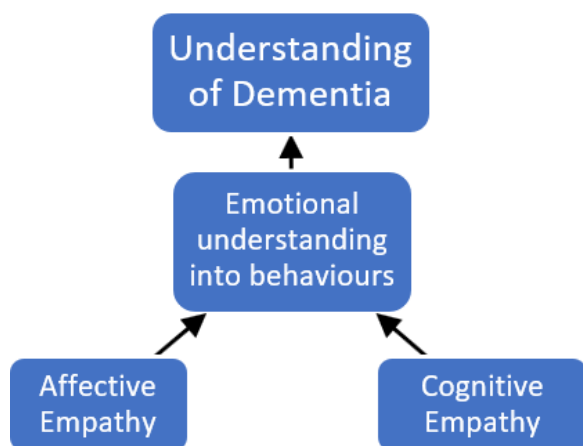 Understanding
of Dementia
Emotional
understanding
into behaviours
Affective
Empathy
Cognitive
Empathy